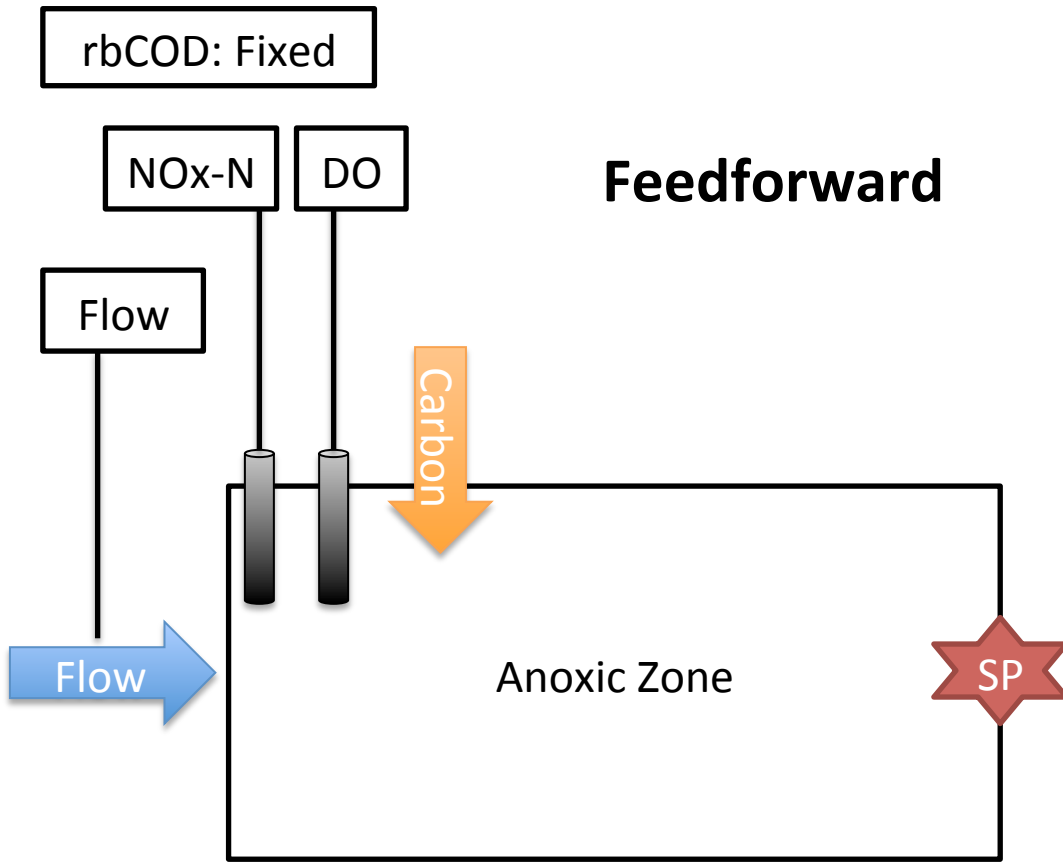 rbCOD: Fixed
NOx-N
DO
Feedforward
Flow
Carbon
Flow
Anoxic Zone
SP